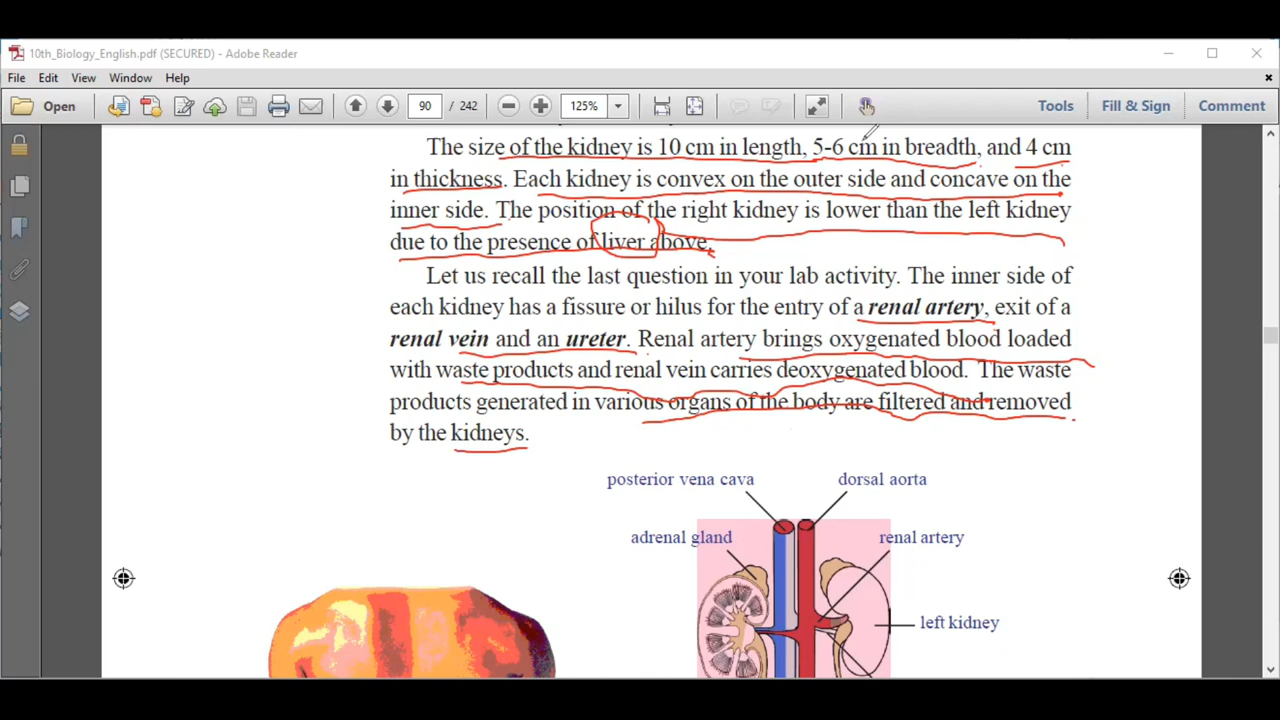 10th_Biology_English.pdf (SECURED) - Adobe Reader
File Edit View Window Help
Open 90 / 242 125% Tools Fill & Sign Comment
The size of the kidney is 10 cm in length, 5-6 cm in breadth, and 4 cm
in thickness. Each kidney is convex on the outer side and concave on the
inner side. The position of the right kidney is lower than the left kidney
due to the presence of liver above.
Let us recall the last question in your lab activity. The inner side of
each kidney has a fissure or hilus for the entry of a renal artery, exit of a
renal vein and an ureter. Renal artery brings oxygenated blood loaded
with waste products and renal vein carries deoxygenated blood. The waste
products generated in various organs of the body are filtered and removed
by the kidneys.
posterior vena cava dorsal aorta
adrenal gland renal artery
left kidney